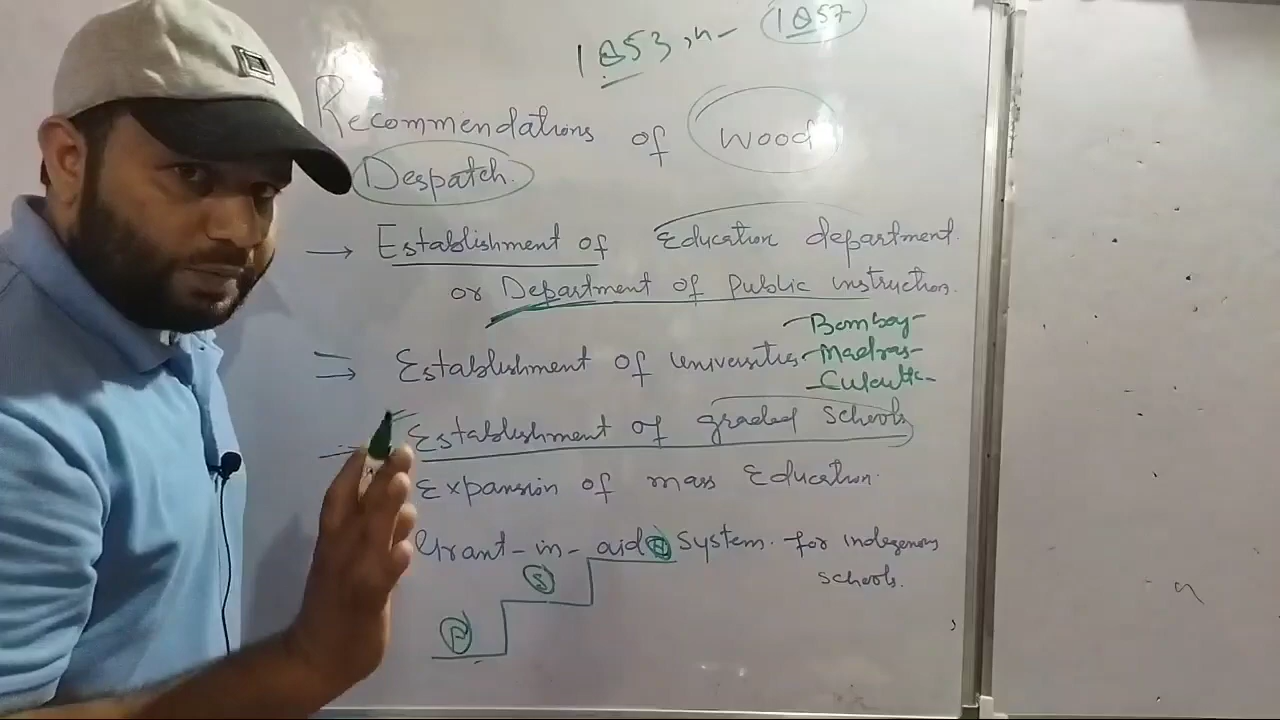 1853, in - 1857
Recommendations of Wood
Despatch.
→ Establishment of Education department.
or Department of Public instruction.
Establishment of Universities - Bombay-
- Madras-
Establishment of graded schools
Expansion of mass Education.
Grant-in-aid System. for indegenous
schools.
H
S
P